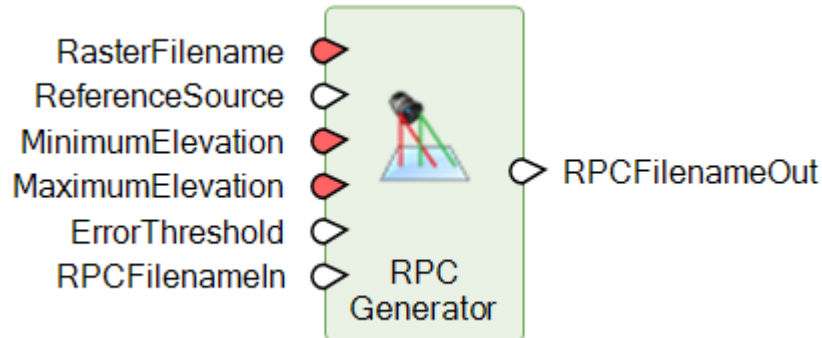 RasterFilename
ReferenceSource
MinimumElevation
MaximumElevation
ErrorThreshold
RPCFilenameIn
RPC
Generator
RPCFilenameOut